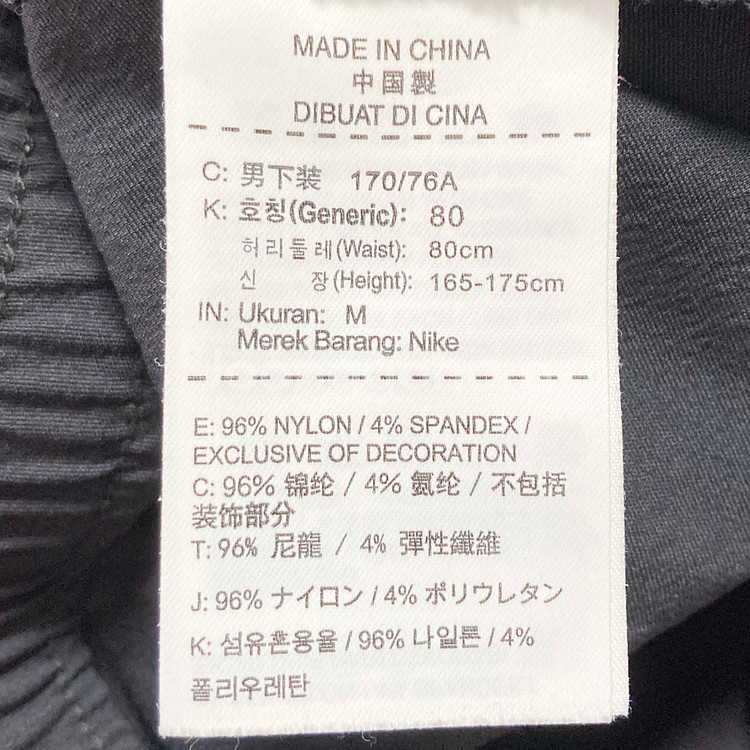 MADE IN CHINA
中国製
DIBUAT DI CINA
C: 男下装 170/76A
K: 호칭(Generic): 80
허리둘레(Waist): 80cm
신 장(Height): 165-175cm
IN: Ukuran: M
Merek Barang: Nike
E: 96% NYLON / 4% SPANDEX /
EXCLUSIVE OF DECORATION
C: 96% 锦纶 / 4% 氨纶 / 不包括
装饰部分
T: 96% 尼龍 / 4% 彈性纖維
J: 96% ナイロン / 4% ポリウレタン
K: 섬유혼용율 / 96% 나일론 / 4%
폴리우레탄